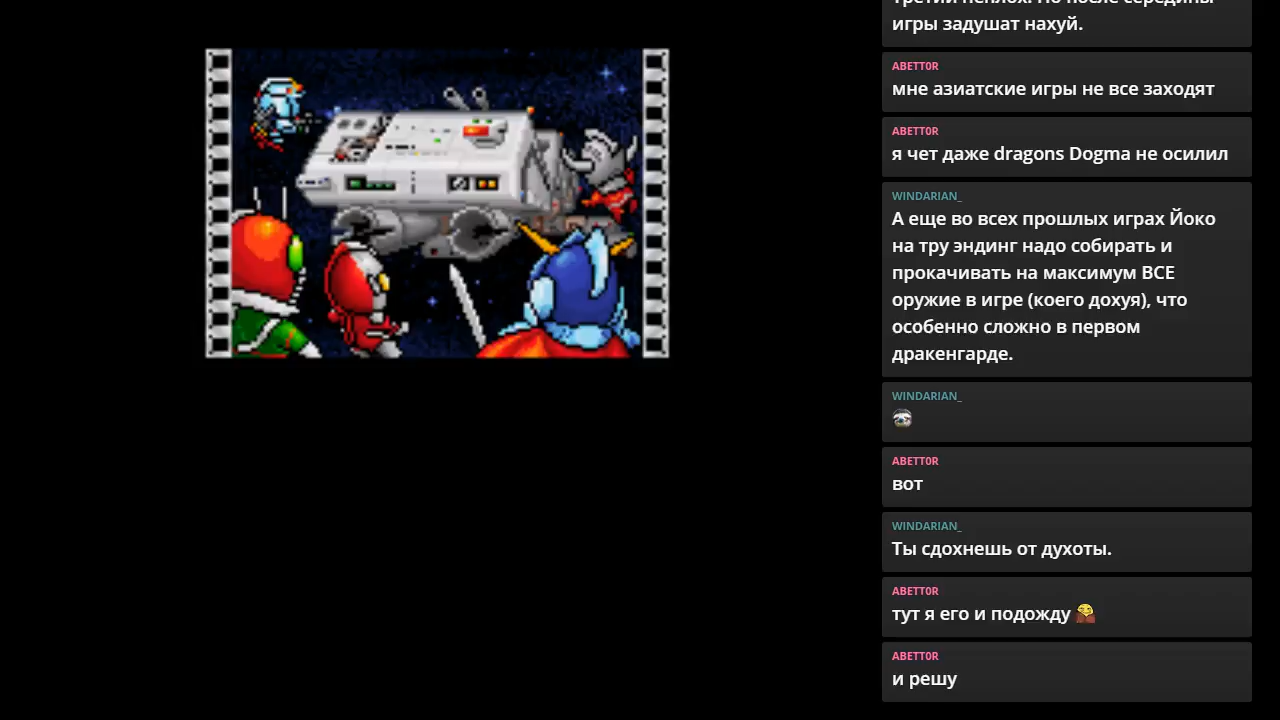 игры задушат нахуй.
ABETT0R
мне азиатские игры не все заходят
ABETT0R
я чет даже dragons Dogma не осилил
WINDARIAN_
А еще во всех прошлых играх Йоко
на тру эндинг надо собирать и
прокачивать на максимум ВСЕ
оружие в игре (коего дохуя), что
особенно сложно в первом
дракенгарде.
WINDARIAN_
ABETT0R
вот
WINDARIAN_
Ты сдохнешь от духоты.
ABETT0R
тут я его и подожду
ABETT0R
и решу